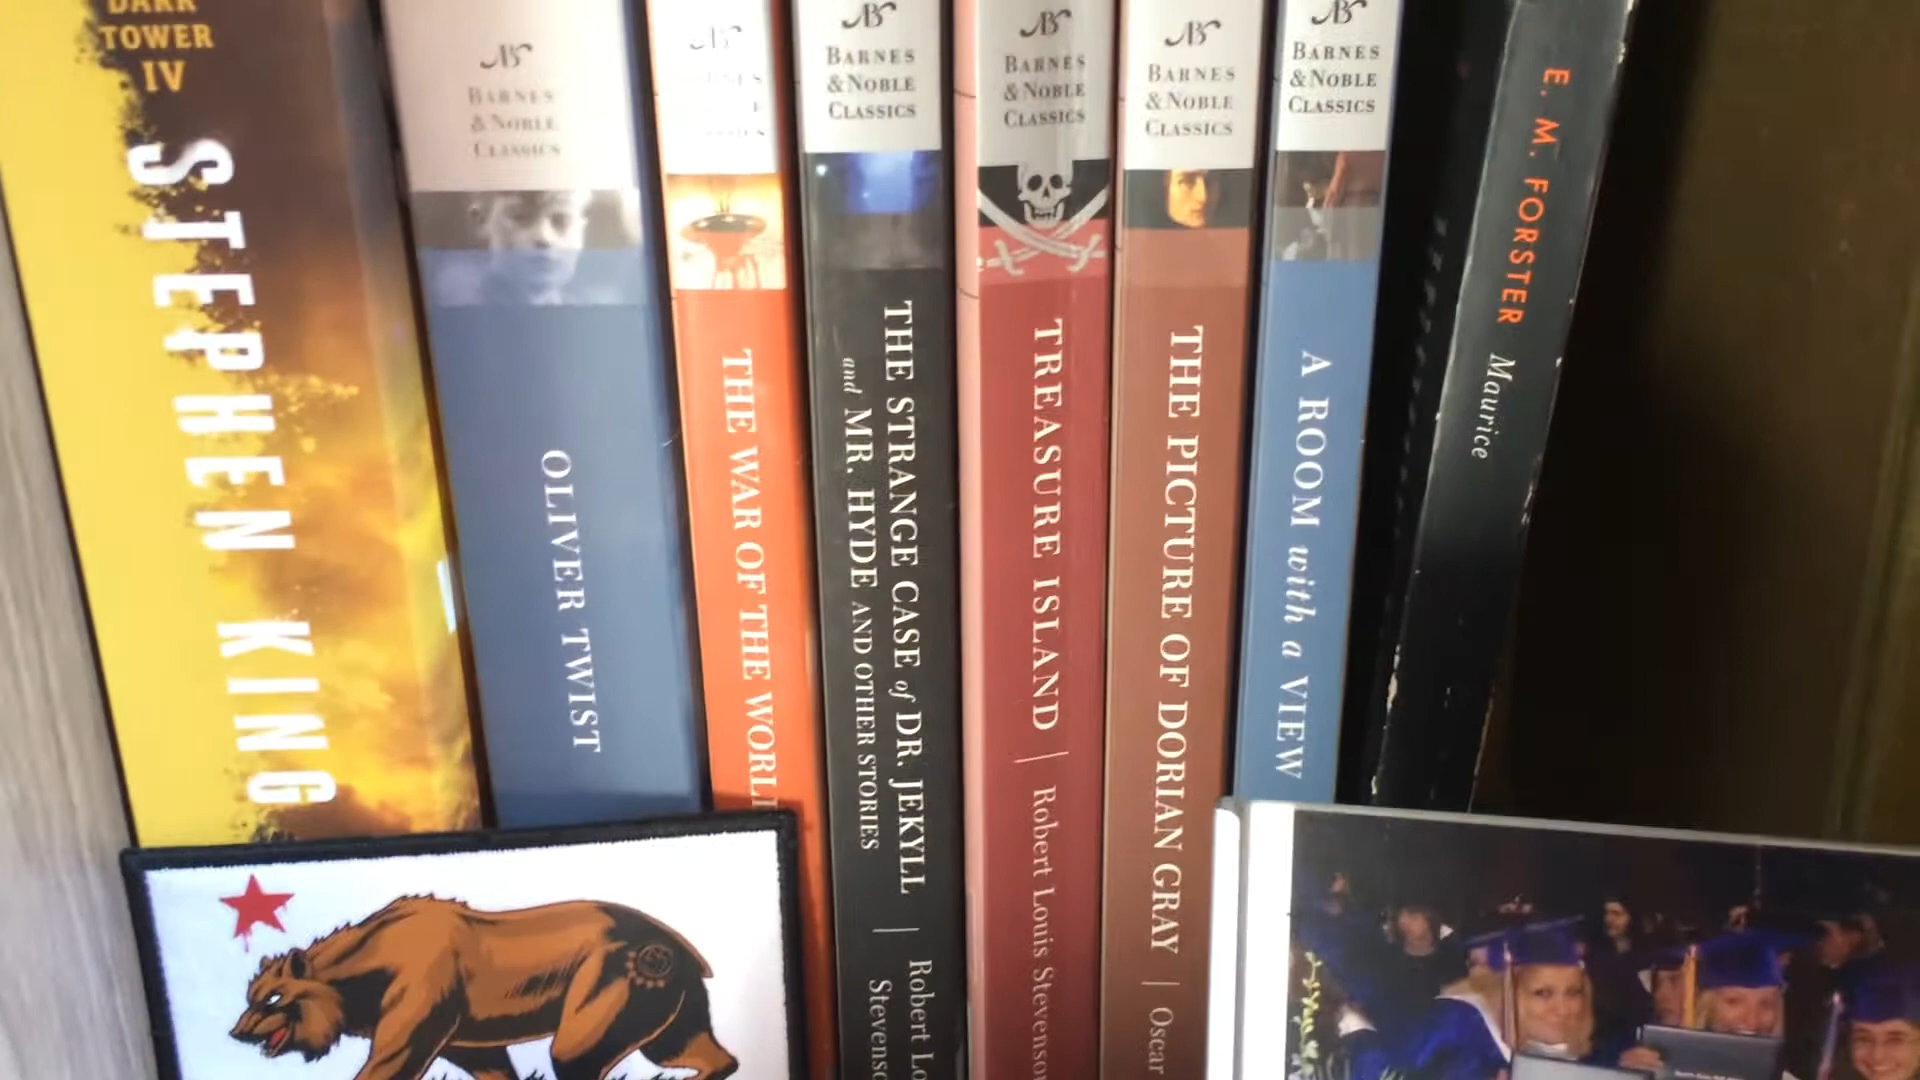 DARK
TOWER
IV
STEPHEN KING
BARNES
& NOBLE
CLASSICS
OLIVER TWIST
THE WAR OF THE WORL
BARNES
& NOBLE
CLASSICS
THE STRANGE CASE of DR. JEKYLL
and MR. HYDE AND OTHER STORIES
Robert Lo
Stevenso
BARNES
& NOBLE
CLASSICS
TREASURE ISLAND | Robert Louis Stevenson
BARNES
& NOBLE
CLASSICS
THE PICTURE OF DORIAN GRAY | Oscar
BARNES
& NOBLE
CLASSICS
A ROOM with a VIEW
E. M. FORSTER Maurice